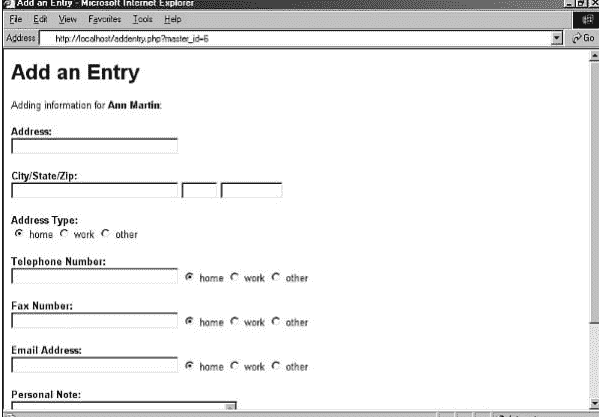 Add an Entry - Microsoft Internet Explorer
File Edit View Favorites Tools Help
Address http://localhost/addentry.php?master_id=6 Go
Add an Entry
Adding information for Ann Martin:
Address:
City/State/Zip:
Address Type:
home work other
Telephone Number:
home work other
Fax Number:
home work other
Email Address:
home work other
Personal Note: